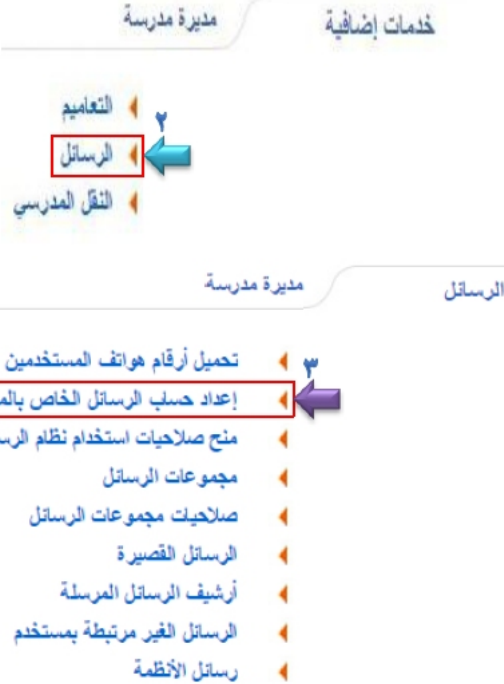 خدمات إضافية
مديرة مدرسة
التعاميم
٢
الرسائل
النقل المدرسي
الرسائل
مديرة مدرسة
تحميل أرقام هواتف المستخدمين
٣
إعداد حساب الرسائل الخاص
منح صلاحيات استخدام نظام
مجموعات الرسائل
صلاحيات مجموعات الرسائل
الرسائل القصيرة
أرشيف الرسائل المرسلة
الرسائل الغير مرتبطة بمستخدم
رسائل الأنظمة